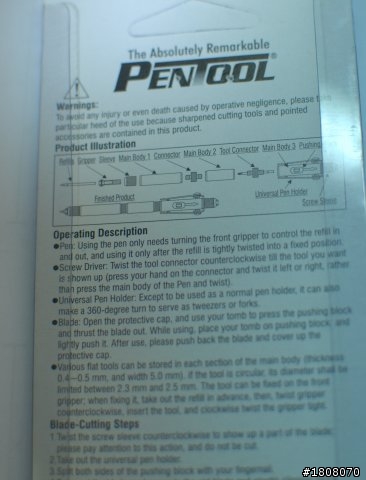 The Absolutely Remarkable
PENTOOL®
Warnings:
To avoid any injury or even death caused by operative negligence, please take
particular heed of the use because sharpened cutting tools and pointed
accessories are contained in this product.
Product Illustration
Refills Gripper Sleeve Main Body 1 Connector Main Body 2 Tool Connector Main Body 3 Pushing
Universal Pen Holder
Finished Product
Screw Sleeve
Operating Description
●Pen: Using the pen only needs turning the front gripper to control the refill in
and out, and using it only after the refill is tightly twisted into a fixed position.
●Screw Driver: Twist the tool connector counterclockwise till the tool you want
is shown up (press your hand on the connector and twist it left or right, rather
than press the main body of the Pen and twist).
●Universal Pen Holder: Except to be used as a normal pen holder, it can also
make a 360-degree turn to serve as tweezers or forks.
●Blade: Open the protective cap, and use your tomb to press the pushing block
and thrust the blade out. While using, place your tomb on pushing block, and
lightly push it. After use, please push back the blade and cover up the
protective cap.
●Various flat tools can be stored in each section of the main body (thickness
0.4~0.5 mm, and width 5.0 mm). if the tool is circular, its diameter shall be
limited between 2.3 mm and 2.5 mm. The tool can be fixed on the front
gripper; when fixing it, take out the refill in advance, then, twist gripper
counterclockwise, insert the tool, and clockwise twist the gripper tight.
Blade-Cutting Steps
1.Twist the screw sleeve counterclockwise to show up a part of the blade;
please pay attention to this action, and do not be cut.
2.Take out the universal pen holder.
3.Split both sides of the pushing block with your fingernail.
#1808070